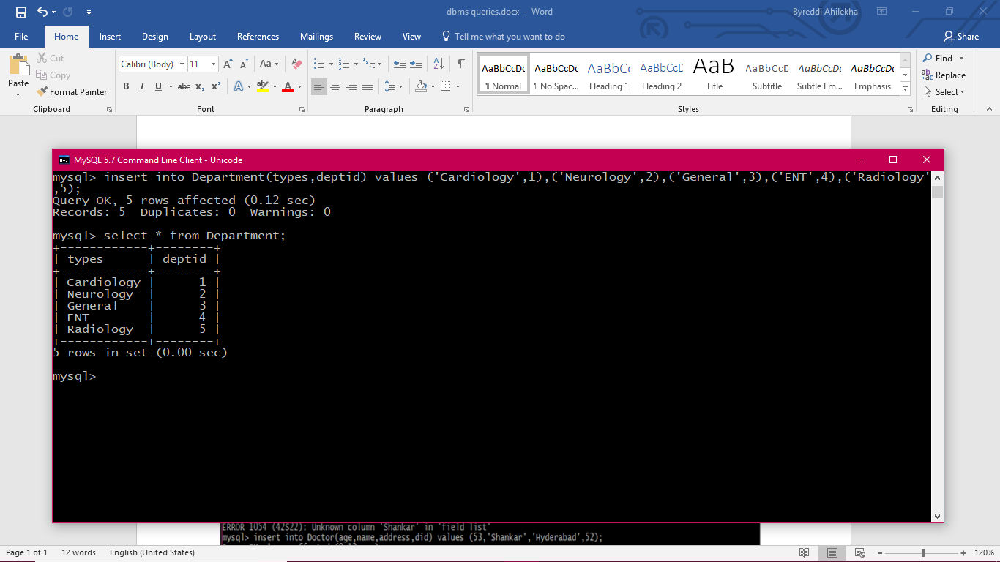 dbms queries.docx - Word
Byreddi Ahilekha
File Home Insert Design Layout References Mailings Review View Tell me what you want to do Share
Paste
Cut
Copy
Format Painter
Clipboard
Calibri (Body) 11 A A Aa
B I U abc x₂ x² A ab A
Font
Paragraph
AaBbCcDc AaBbCcDc AaBbCc AaBbCcD AaB AaBbCcD AaBbCcDc AaBbCcDc
¶ Normal ¶ No Spac... Heading 1 Heading 2 Title Subtitle Subtle Em... Emphasis
Styles
Find
Replace
Select
Editing
MySQL 5.7 Command Line Client - Unicode
mysql> insert into Department(types,deptid) values ('Cardiology',1),('Neurology',2),('General',3),('ENT',4),('Radiology'
,5);
Query OK, 5 rows affected (0.12 sec)
Records: 5  Duplicates: 0  Warnings: 0
mysql> select * from Department;
+------------+--------+
| types      | deptid |
+------------+--------+
| Cardiology |      1 |
| Neurology  |      2 |
| General    |      3 |
| ENT        |      4 |
| Radiology  |      5 |
+------------+--------+
5 rows in set (0.00 sec)
mysql>
ERROR 1054 (42S22): Unknown column 'Shankar' in 'field list'
mysql> insert into Doctor(age,name,address,did) values (53,'Shankar','Hyderabad',52);
Page 1 of 1 12 words English (United States) 120%